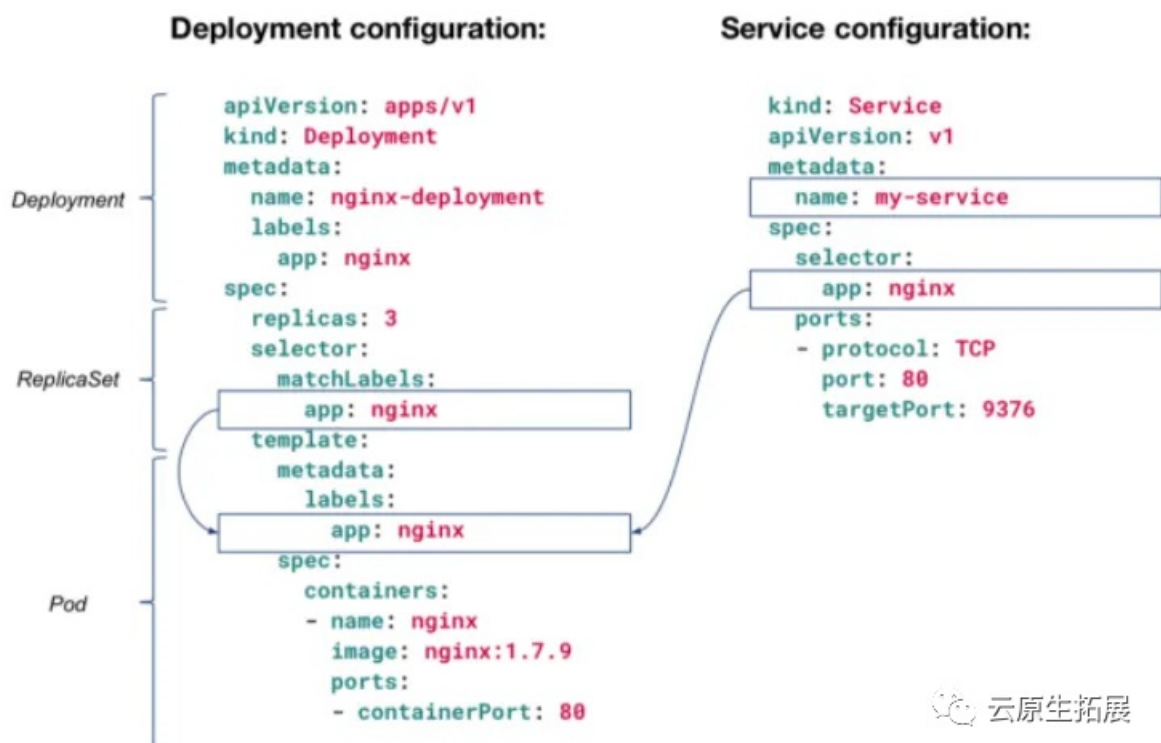 Deployment configuration:
apiVersion: apps/v1
kind: Deployment
metadata:
name: nginx-deployment
labels:
app: nginx
spec:
replicas: 3
selector:
matchLabels:
app: nginx
template:
metadata:
labels:
app: nginx
spec:
containers:
- name: nginx
image: nginx:1.7.9
ports:
- containerPort: 80
Deployment
ReplicaSet
Pod
Service configuration:
kind: Service
apiVersion: v1
metadata:
name: my-service
spec:
selector:
app: nginx
ports:
- protocol: TCP
port: 80
targetPort: 9376
云原生拓展